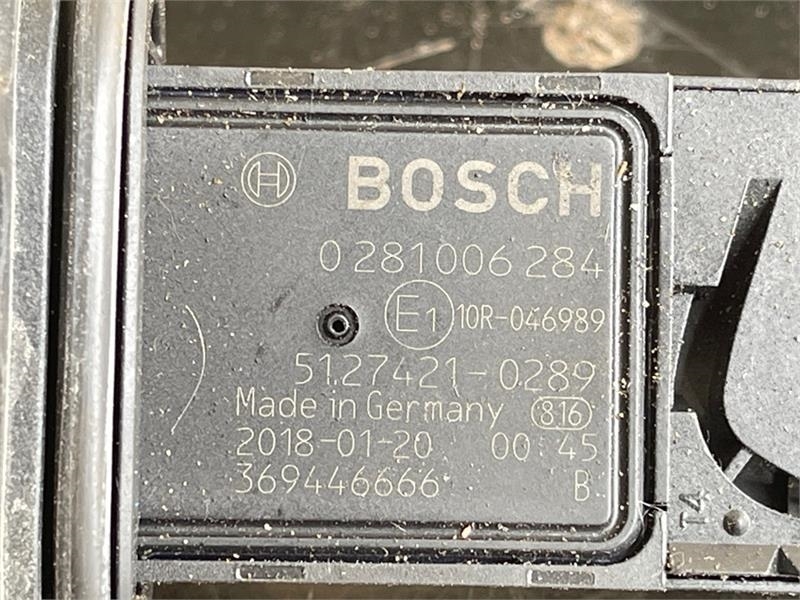 BOSCH
0 281 006 284
E1 10R-046989
51.27421-0289
Made in Germany 816
2018-01-20 00:45
369446666 B
T4